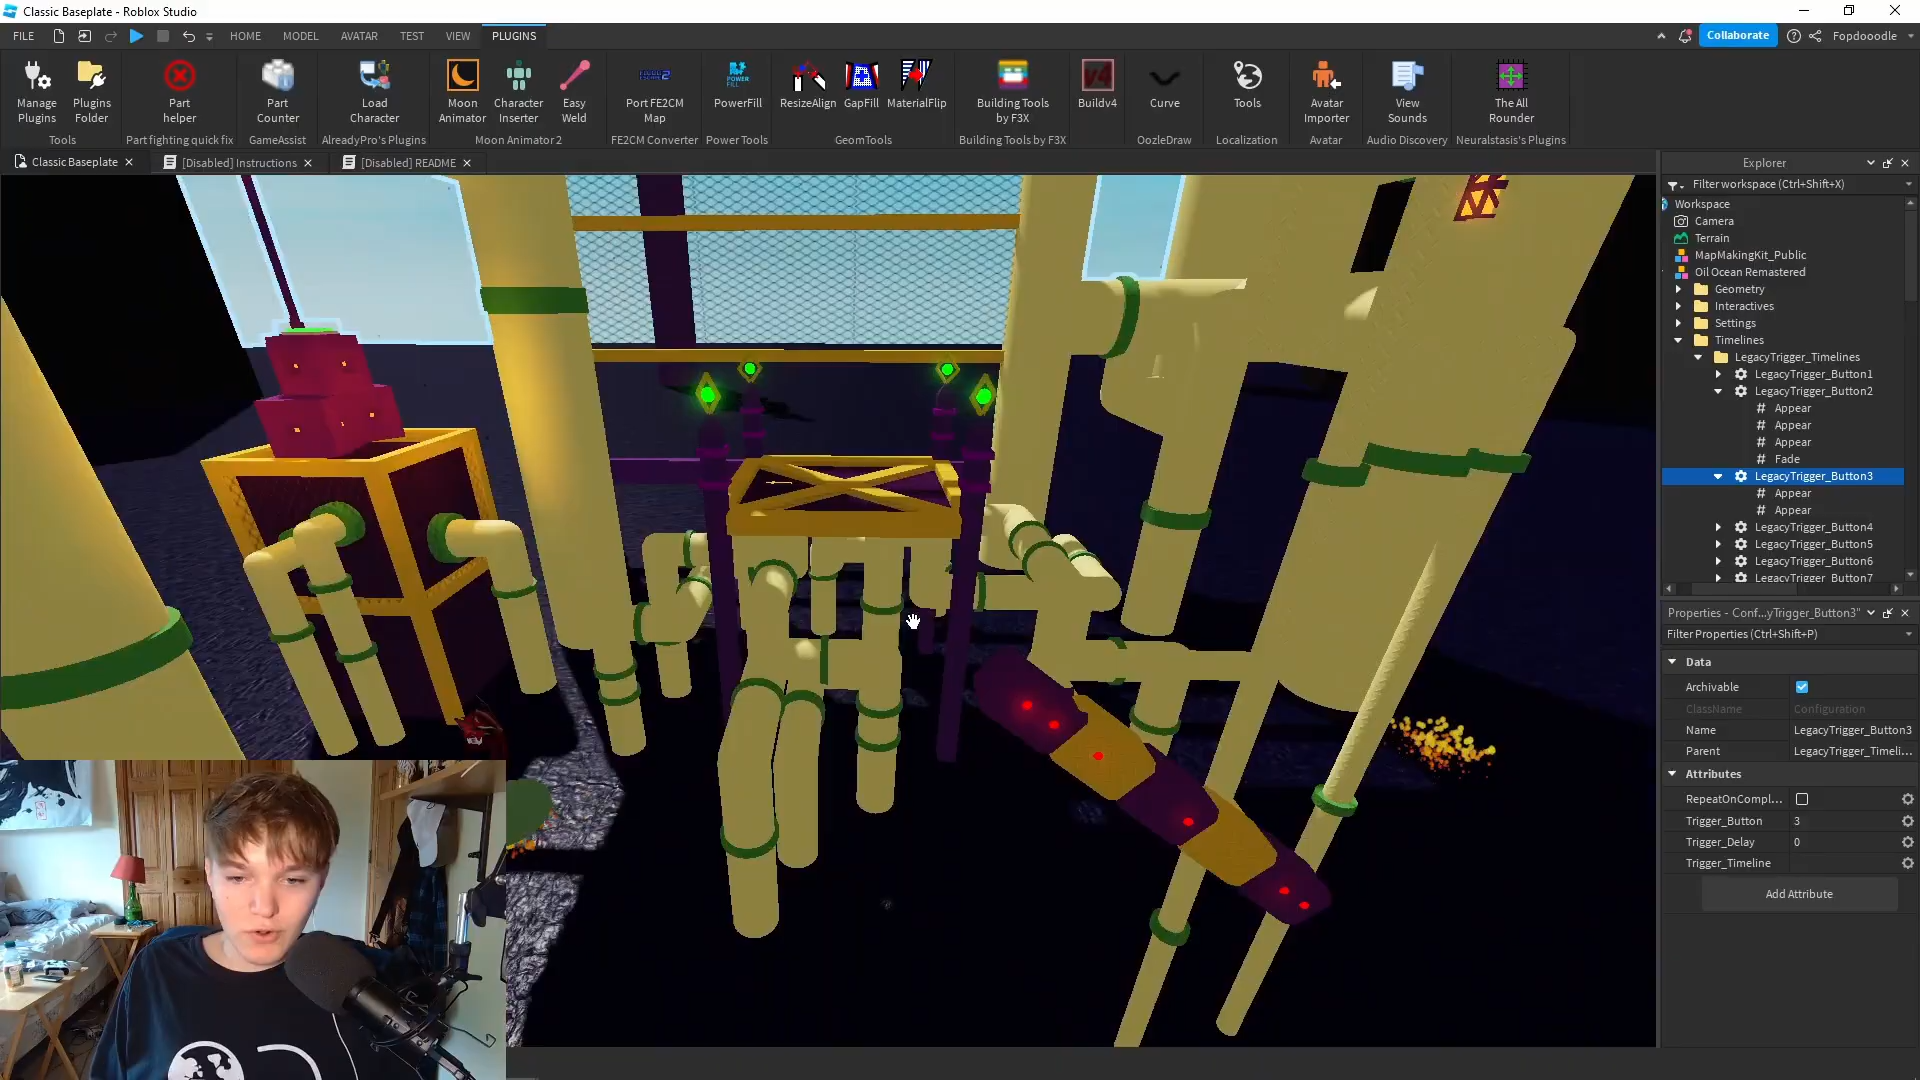 Classic Baseplate - Roblox Studio
FILE HOME MODEL AVATAR TEST VIEW PLUGINS Collaborate Fopdooodle
Manage Plugins
Plugins Folder
Tools
Part helper
Part fighting quick fix
Part Counter
GameAssist
Load Character
AlreadyPro's Plugins
Moon Animator
Character Inserter
Easy Weld
Moon Animator 2
Port FE2CM Map
FE2CM Converter
POWER FILL
PowerFill
Power Tools
ResizeAlign
GapFill
MaterialFlip
GeomTools
Building Tools by F3X
Building Tools by F3X
v4
Buildv4
Curve
OozleDraw
Tools
Localization
Avatar Importer
Avatar
View Sounds
Audio Discovery
The All Rounder
Neuralstasis's Plugins
Classic Baseplate
[Disabled] Instructions
[Disabled] README
Explorer
Filter workspace (Ctrl+Shift+X)
Workspace
Camera
Terrain
MapMakingKit_Public
Oil Ocean Remastered
Geometry
Interactives
Settings
Timelines
LegacyTrigger_Timelines
LegacyTrigger_Button1
LegacyTrigger_Button2
# Appear
# Appear
# Appear
# Fade
LegacyTrigger_Button3
# Appear
# Appear
LegacyTrigger_Button4
LegacyTrigger_Button5
LegacyTrigger_Button6
LegacyTrigger_Button7
Properties - Conf...yTrigger_Button3"
Filter Properties (Ctrl+Shift+P)
Data
Archivable
ClassName Configuration
Name LegacyTrigger_Button3
Parent LegacyTrigger_Timeli...
Attributes
RepeatOnCompl...
Trigger_Button 3
Trigger_Delay 0
Trigger_Timeline
Add Attribute